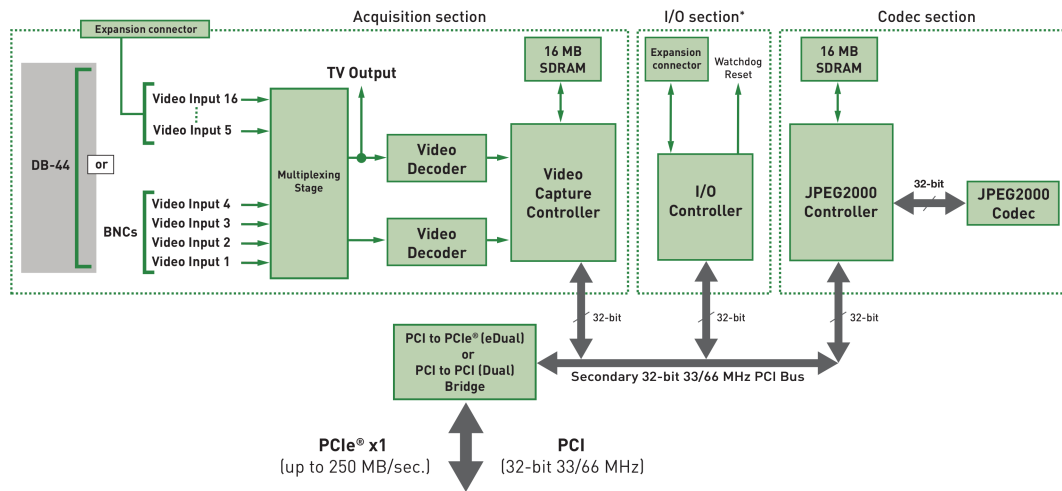 Acquisition section
I/O section*
Codec section
Expansion connector
DB-44
or
Video Input 16
Video Input 5
BNCs
Video Input 4
Video Input 3
Video Input 2
Video Input 1
Multiplexing
Stage
TV Output
Video
Decoder
Video
Decoder
16 MB
SDRAM
Video
Capture
Controller
Expansion
connector
Watchdog
Reset
I/O
Controller
16 MB
SDRAM
JPEG2000
Controller
32-bit
JPEG2000
Codec
32-bit
32-bit
32-bit
PCI to PCIe® (eDual)
or
PCI to PCI (Dual)
Bridge
Secondary 32-bit 33/66 MHz PCI Bus
PCIe® x1
(up to 250 MB/sec.)
PCI
(32-bit 33/66 MHz)